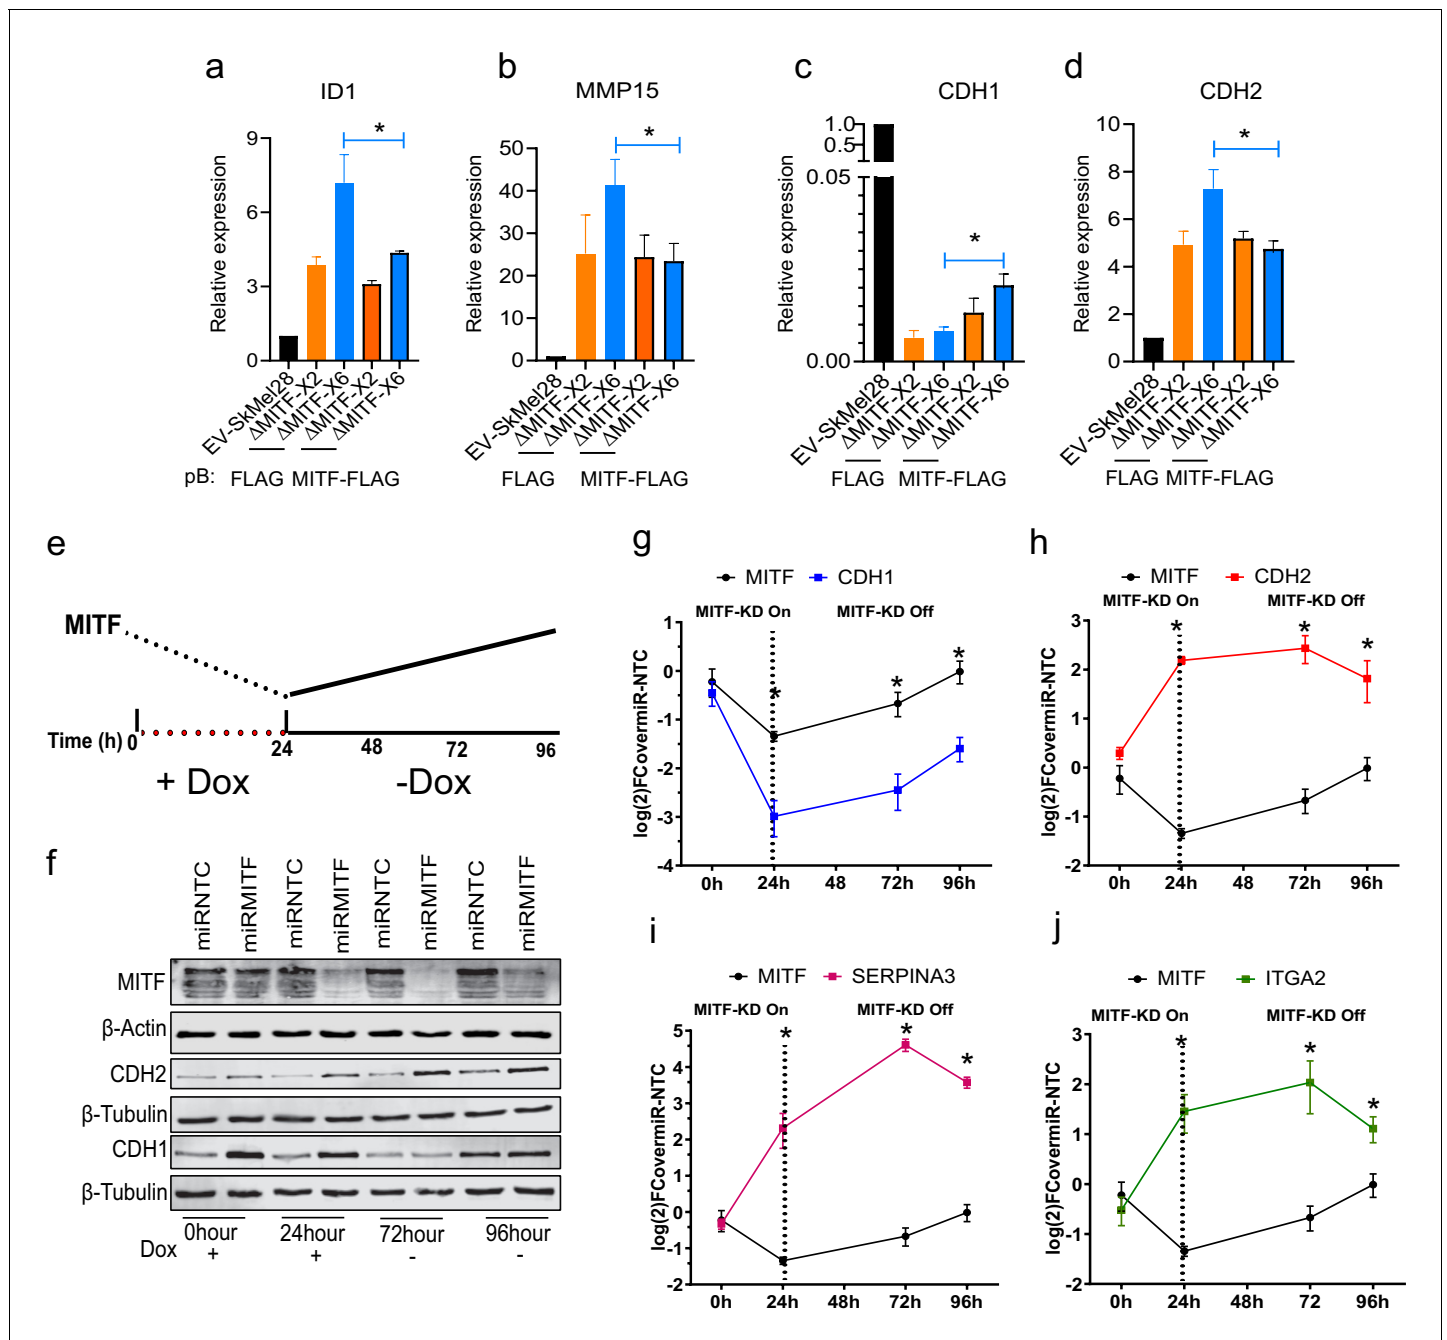 a
ID1
*
9
6
3
0
Relative expression
EV-SkMel28
ΔMITF-X2
ΔMITF-X6
ΔMITF-X2
ΔMITF-X6
pB:
FLAG
MITF-FLAG
b
MMP15
*
50
40
30
20
10
0
Relative expression
EV-SkMel28
ΔMITF-X2
ΔMITF-X6
ΔMITF-X2
ΔMITF-X6
FLAG
MITF-FLAG
c
CDH1
*
1.0
0.5
0.05
0.00
Relative expression
EV-SkMel28
ΔMITF-X2
ΔMITF-X6
ΔMITF-X2
ΔMITF-X6
FLAG
MITF-FLAG
d
CDH2
*
10
8
6
4
2
0
Relative expression
EV-SkMel28
ΔMITF-X2
ΔMITF-X6
ΔMITF-X2
ΔMITF-X6
FLAG
MITF-FLAG
e
MITF
Time (h) 0 24 48 72 96
+ Dox -Dox
f
miRNTC
miRMITF
miRNTC
miRMITF
miRNTC
miRMITF
miRNTC
miRMITF
MITF
β-Actin
CDH2
β-Tubulin
CDH1
β-Tubulin
0hour 24hour 72hour 96hour
Dox + + - -
g
MITF CDH1
MITF-KD On MITF-KD Off
* * *
1
0
-1
-2
-3
-4
log(2)FCovermiR-NTC
0h 24h 48 72h 96h
h
MITF CDH2
MITF-KD On MITF-KD Off
* * *
3
2
1
0
-1
-2
log(2)FCovermiR-NTC
0h 24h 48 72h 96h
i
MITF SERPINA3
MITF-KD On MITF-KD Off
* * *
5
4
3
2
1
0
-1
-2
log(2)FCovermiR-NTC
0h 24h 48h 72h 96h
j
MITF ITGA2
MITF-KD On MITF-KD Off
* * *
3
2
1
0
-1
-2
log(2)FCovermiR-NTC
0h 24h 48h 72 96h